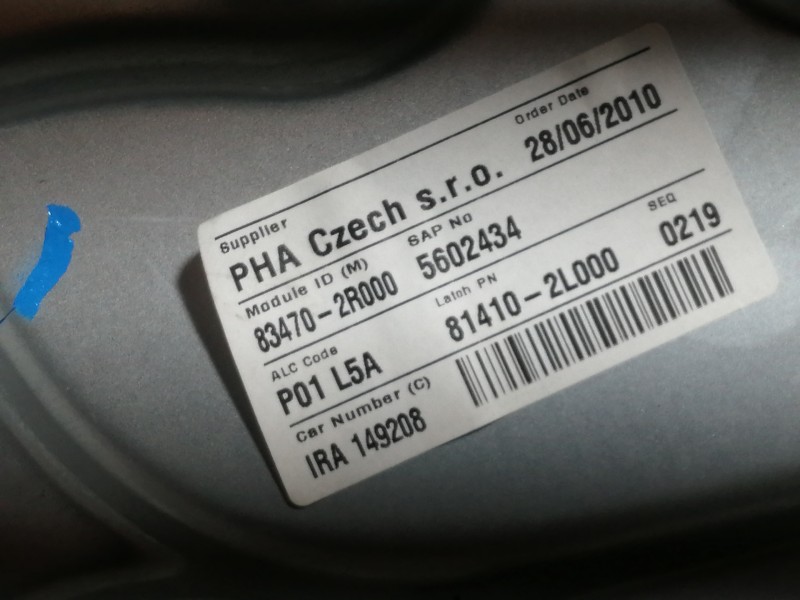 Supplier
Order Date
PHA Czech s.r.o.
28/06/2010
Module ID (M)
SAP No
83470-2R000
5602434
SEQ
0219
ALC Code
Latch PN
P01 L5A
81410-2L000
Car Number (C)
IRA 149208